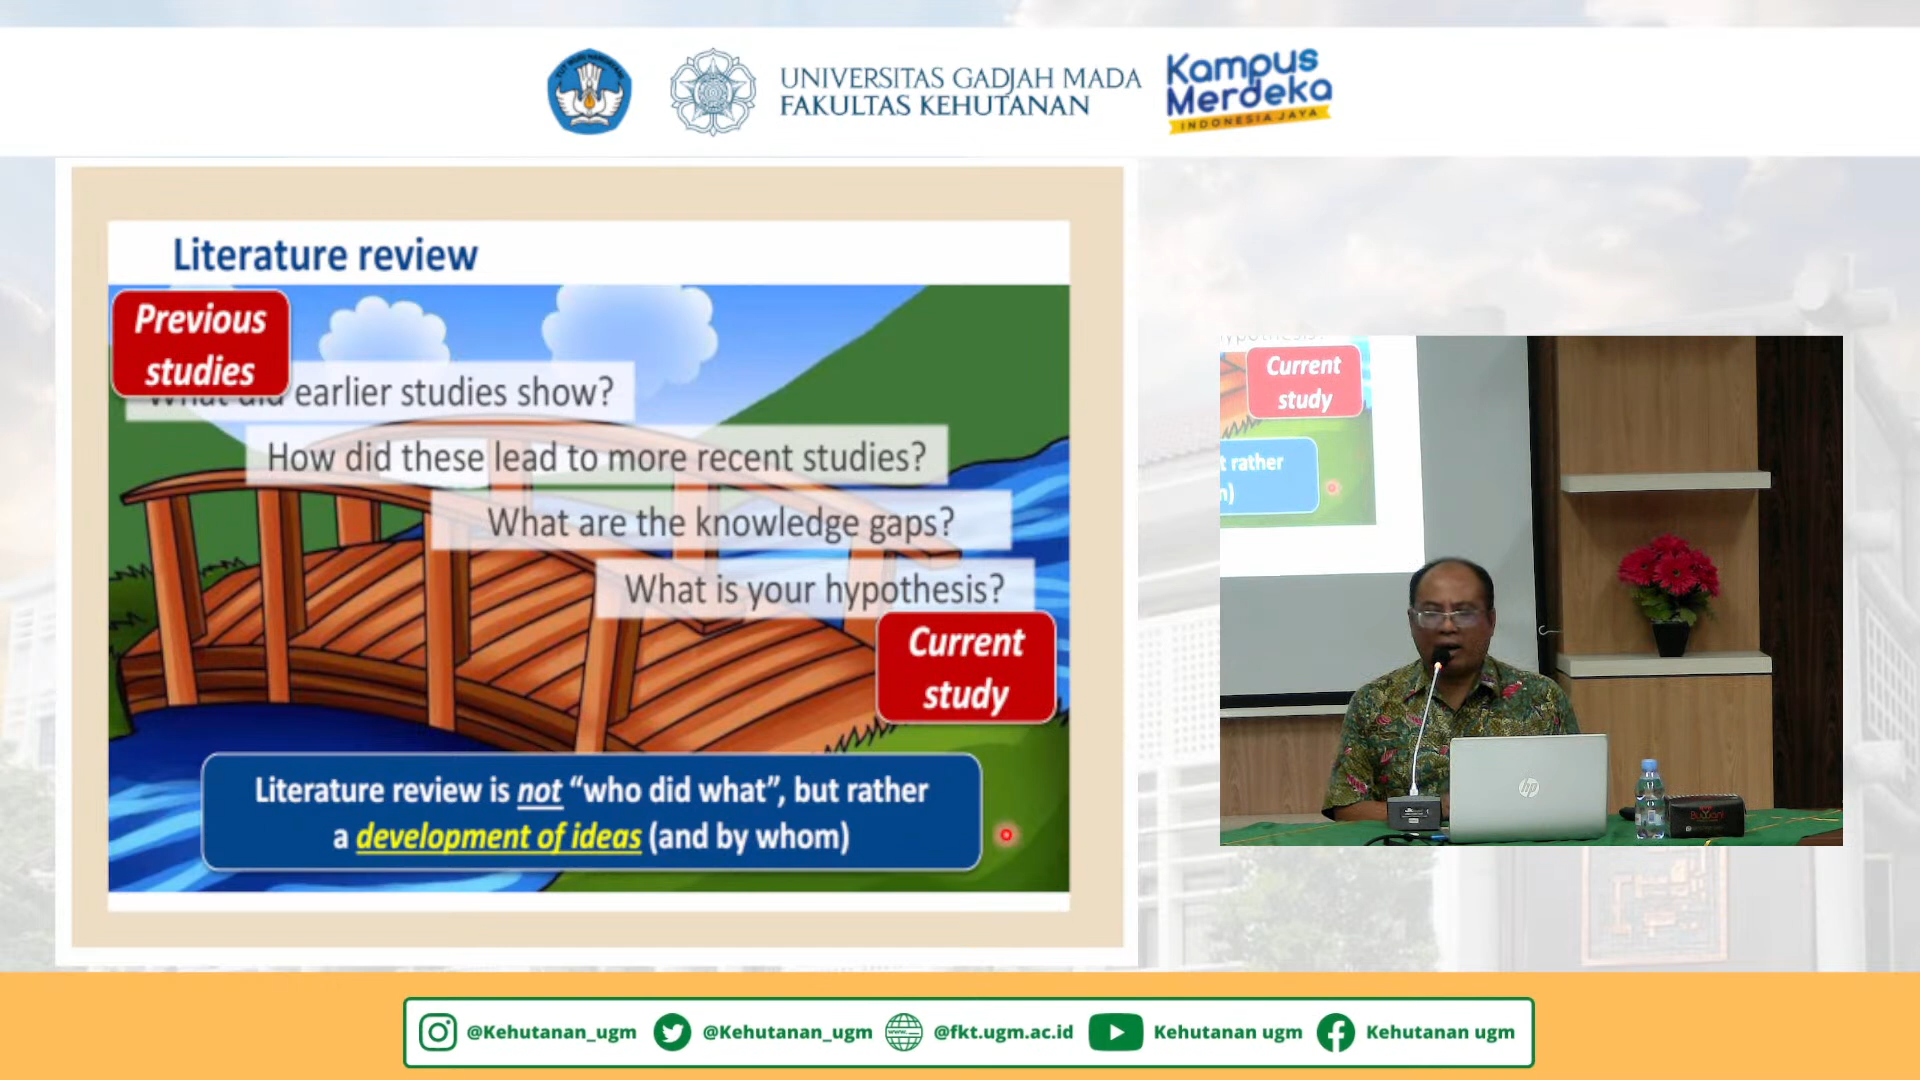 UNIVERSITAS GADJAH MADA
FAKULTAS KEHUTANAN
Kampus
Merdeka
INDONESIA JAYA
Literature review
Previous
studies
What did earlier studies show?
How did these lead to more recent studies?
What are the knowledge gaps?
What is your hypothesis?
Current
study
Literature review is not “who did what”, but rather
a development of ideas (and by whom)
Current
study
t rather
)
hp
@Kehutanan_ugm
@Kehutanan_ugm
@fkt.ugm.ac.id
Kehutanan ugm
Kehutanan ugm